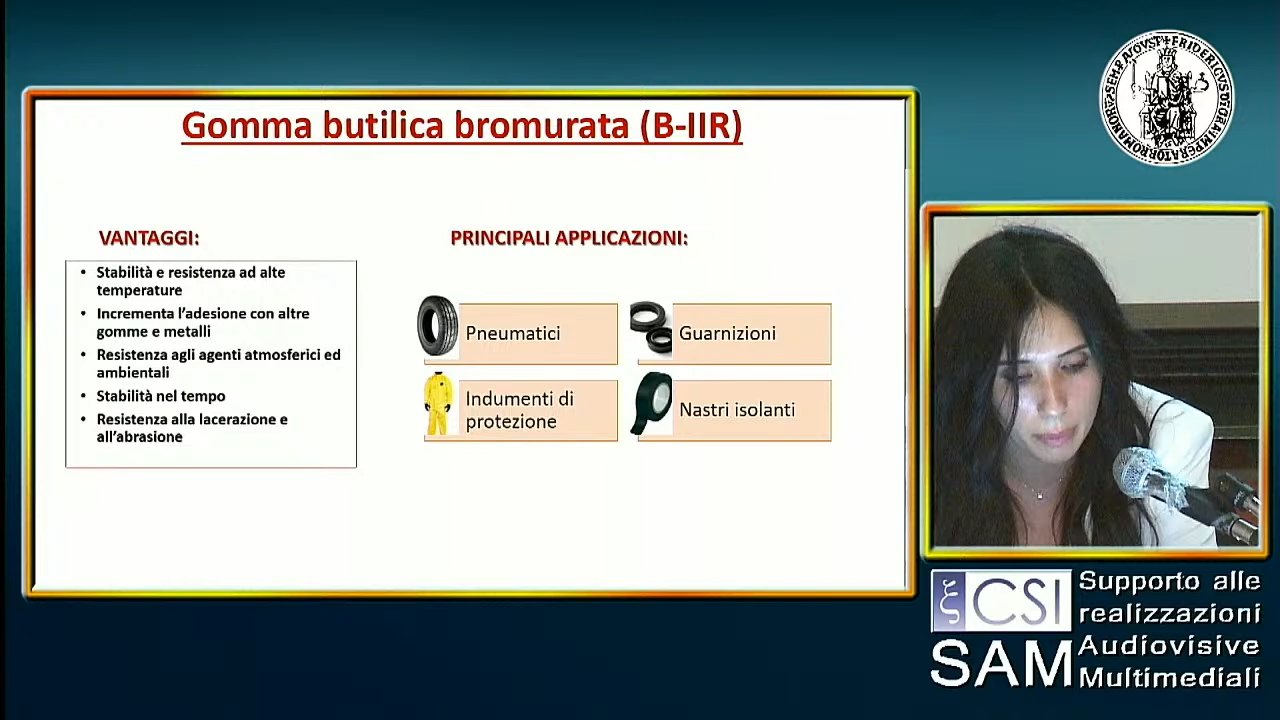 Gomma butilica bromurata (B-IIR)
VANTAGGI:
• Stabilità e resistenza ad alte
temperature
• Incrementa l'adesione con altre
gomme e metalli
• Resistenza agli agenti atmosferici ed
ambientali
• Stabilità nel tempo
• Resistenza alla lacerazione e
all'abrasione
PRINCIPALI APPLICAZIONI:
Pneumatici
Guarnizioni
Indumenti di
protezione
Nastri isolanti
CSI
SAM
Supporto alle
realizzazioni
Audiovisive
Multimediali